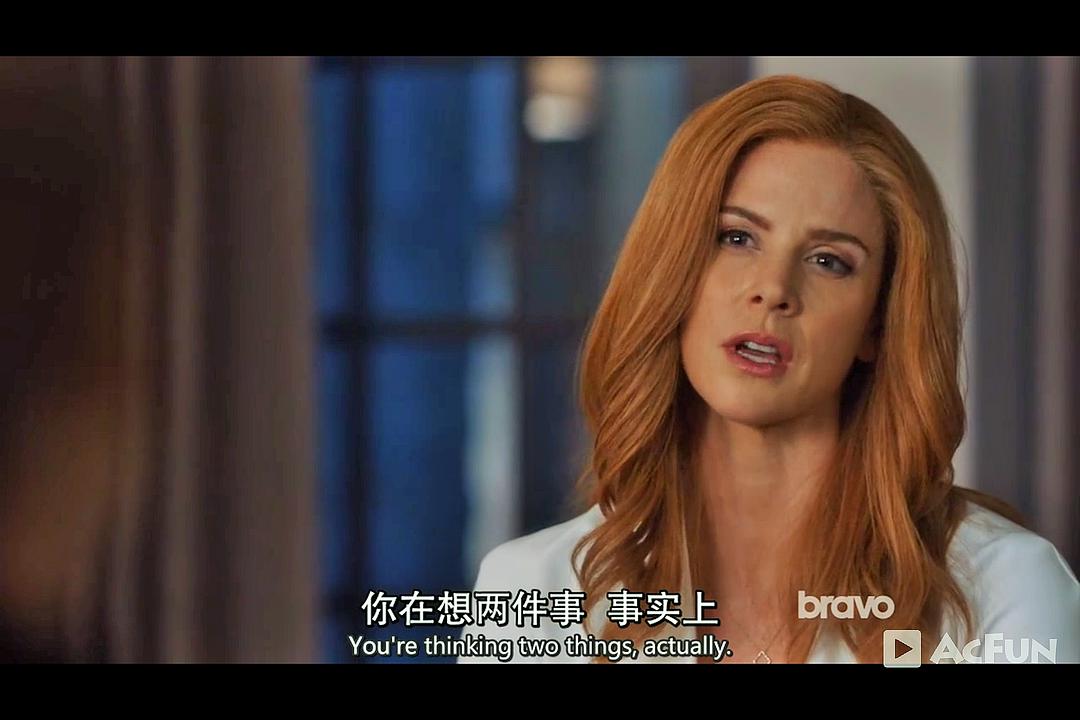 你在想两件事 事实上
You're thinking two things, actually.
bravo
AcFun